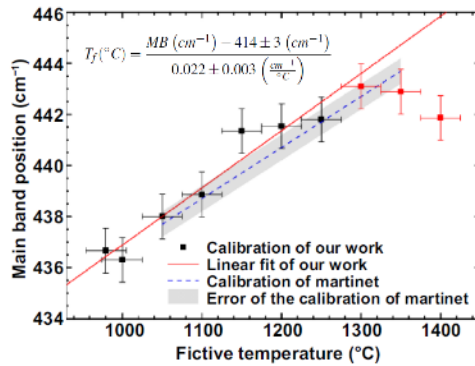 446
444
442
440
438
436
434
Main band position (cm⁻¹)
T_f(°C) = \frac{MB (cm^{-1}) − 414 ± 3 (cm^{-1})}{0.022 + 0.003 (\frac{cm^{-1}}{°C})}
Calibration of our work
Linear fit of our work
Calibration of martinet
Error of the calibration of martinet
1000 1100 1200 1300 1400
Fictive temperature (°C)